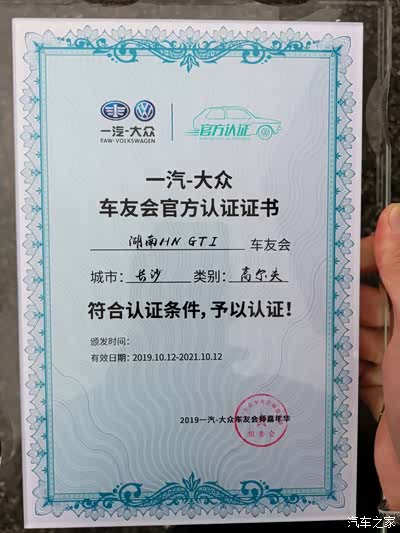 一汽-大众
FAW-VOLKSWAGEN
官方认证
一汽-大众
车友会官方认证证书
湖南HN GTI 车友会
城市：长沙 类别：高尔夫
符合认证条件，予以认证！
颁发时间：
有效日期：2019.10.12-2021.10.12
2019一汽-大众车友会师嘉年华
组委会
汽车之家